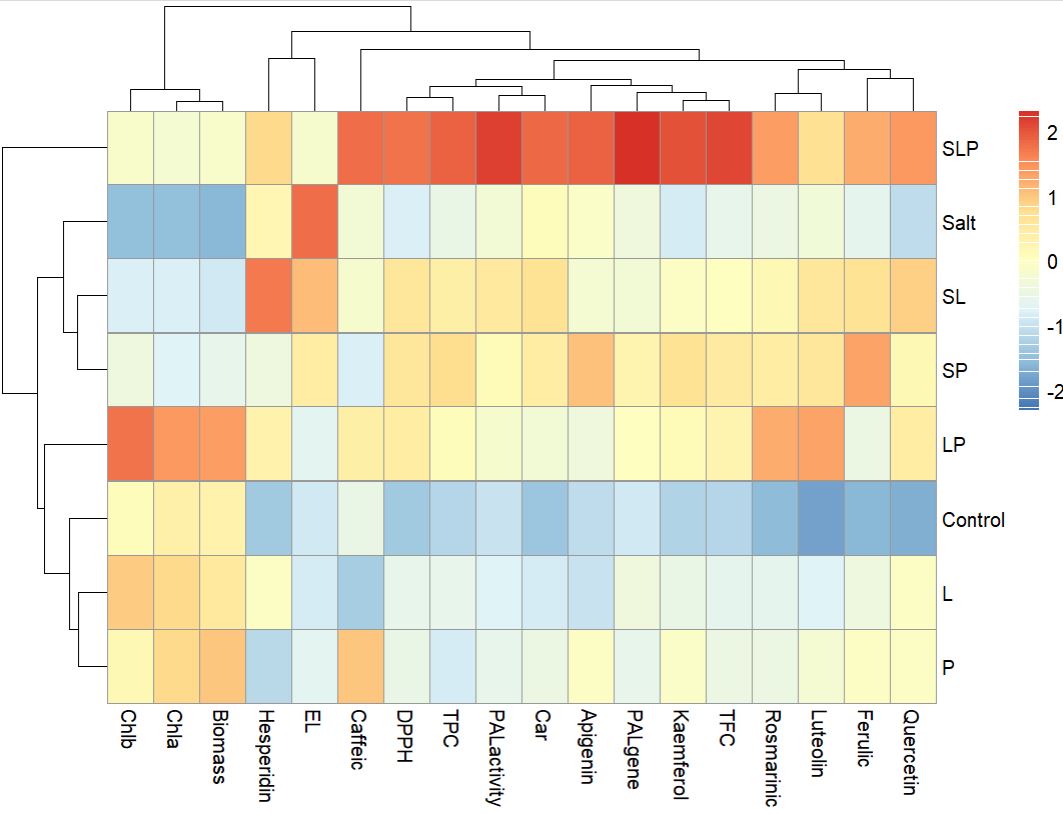 SLP
Salt
SL
SP
LP
Control
L
P
2
1
0
-1
-2
Chlb
Chla
Biomass
Hesperidin
EL
Caffeic
DPPH
TPC
PALactivity
Car
Apigenin
PALgene
Kaemferol
TFC
Rosmarinic
Luteolin
Ferulic
Quercetin